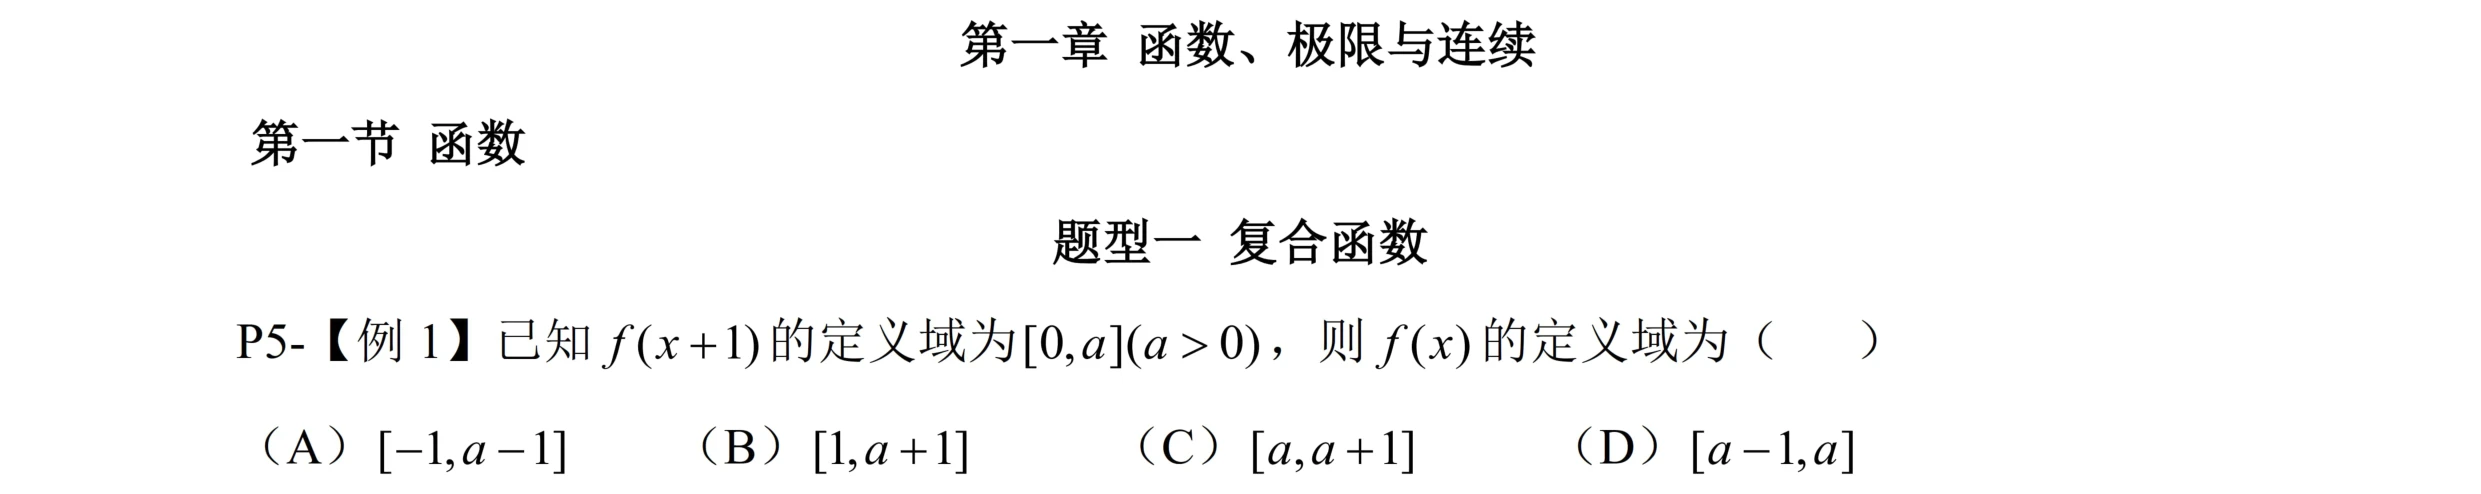 第一章 函数、极限与连续
第一节 函数
题型一 复合函数
P5-【例 1】已知 f(x+1)的定义域为[0,a](a>0)，则 f(x)的定义域为（ ）
（A）[−1,a−1] （B）[1,a+1] （C）[a,a+1] （D）[a−1,a]